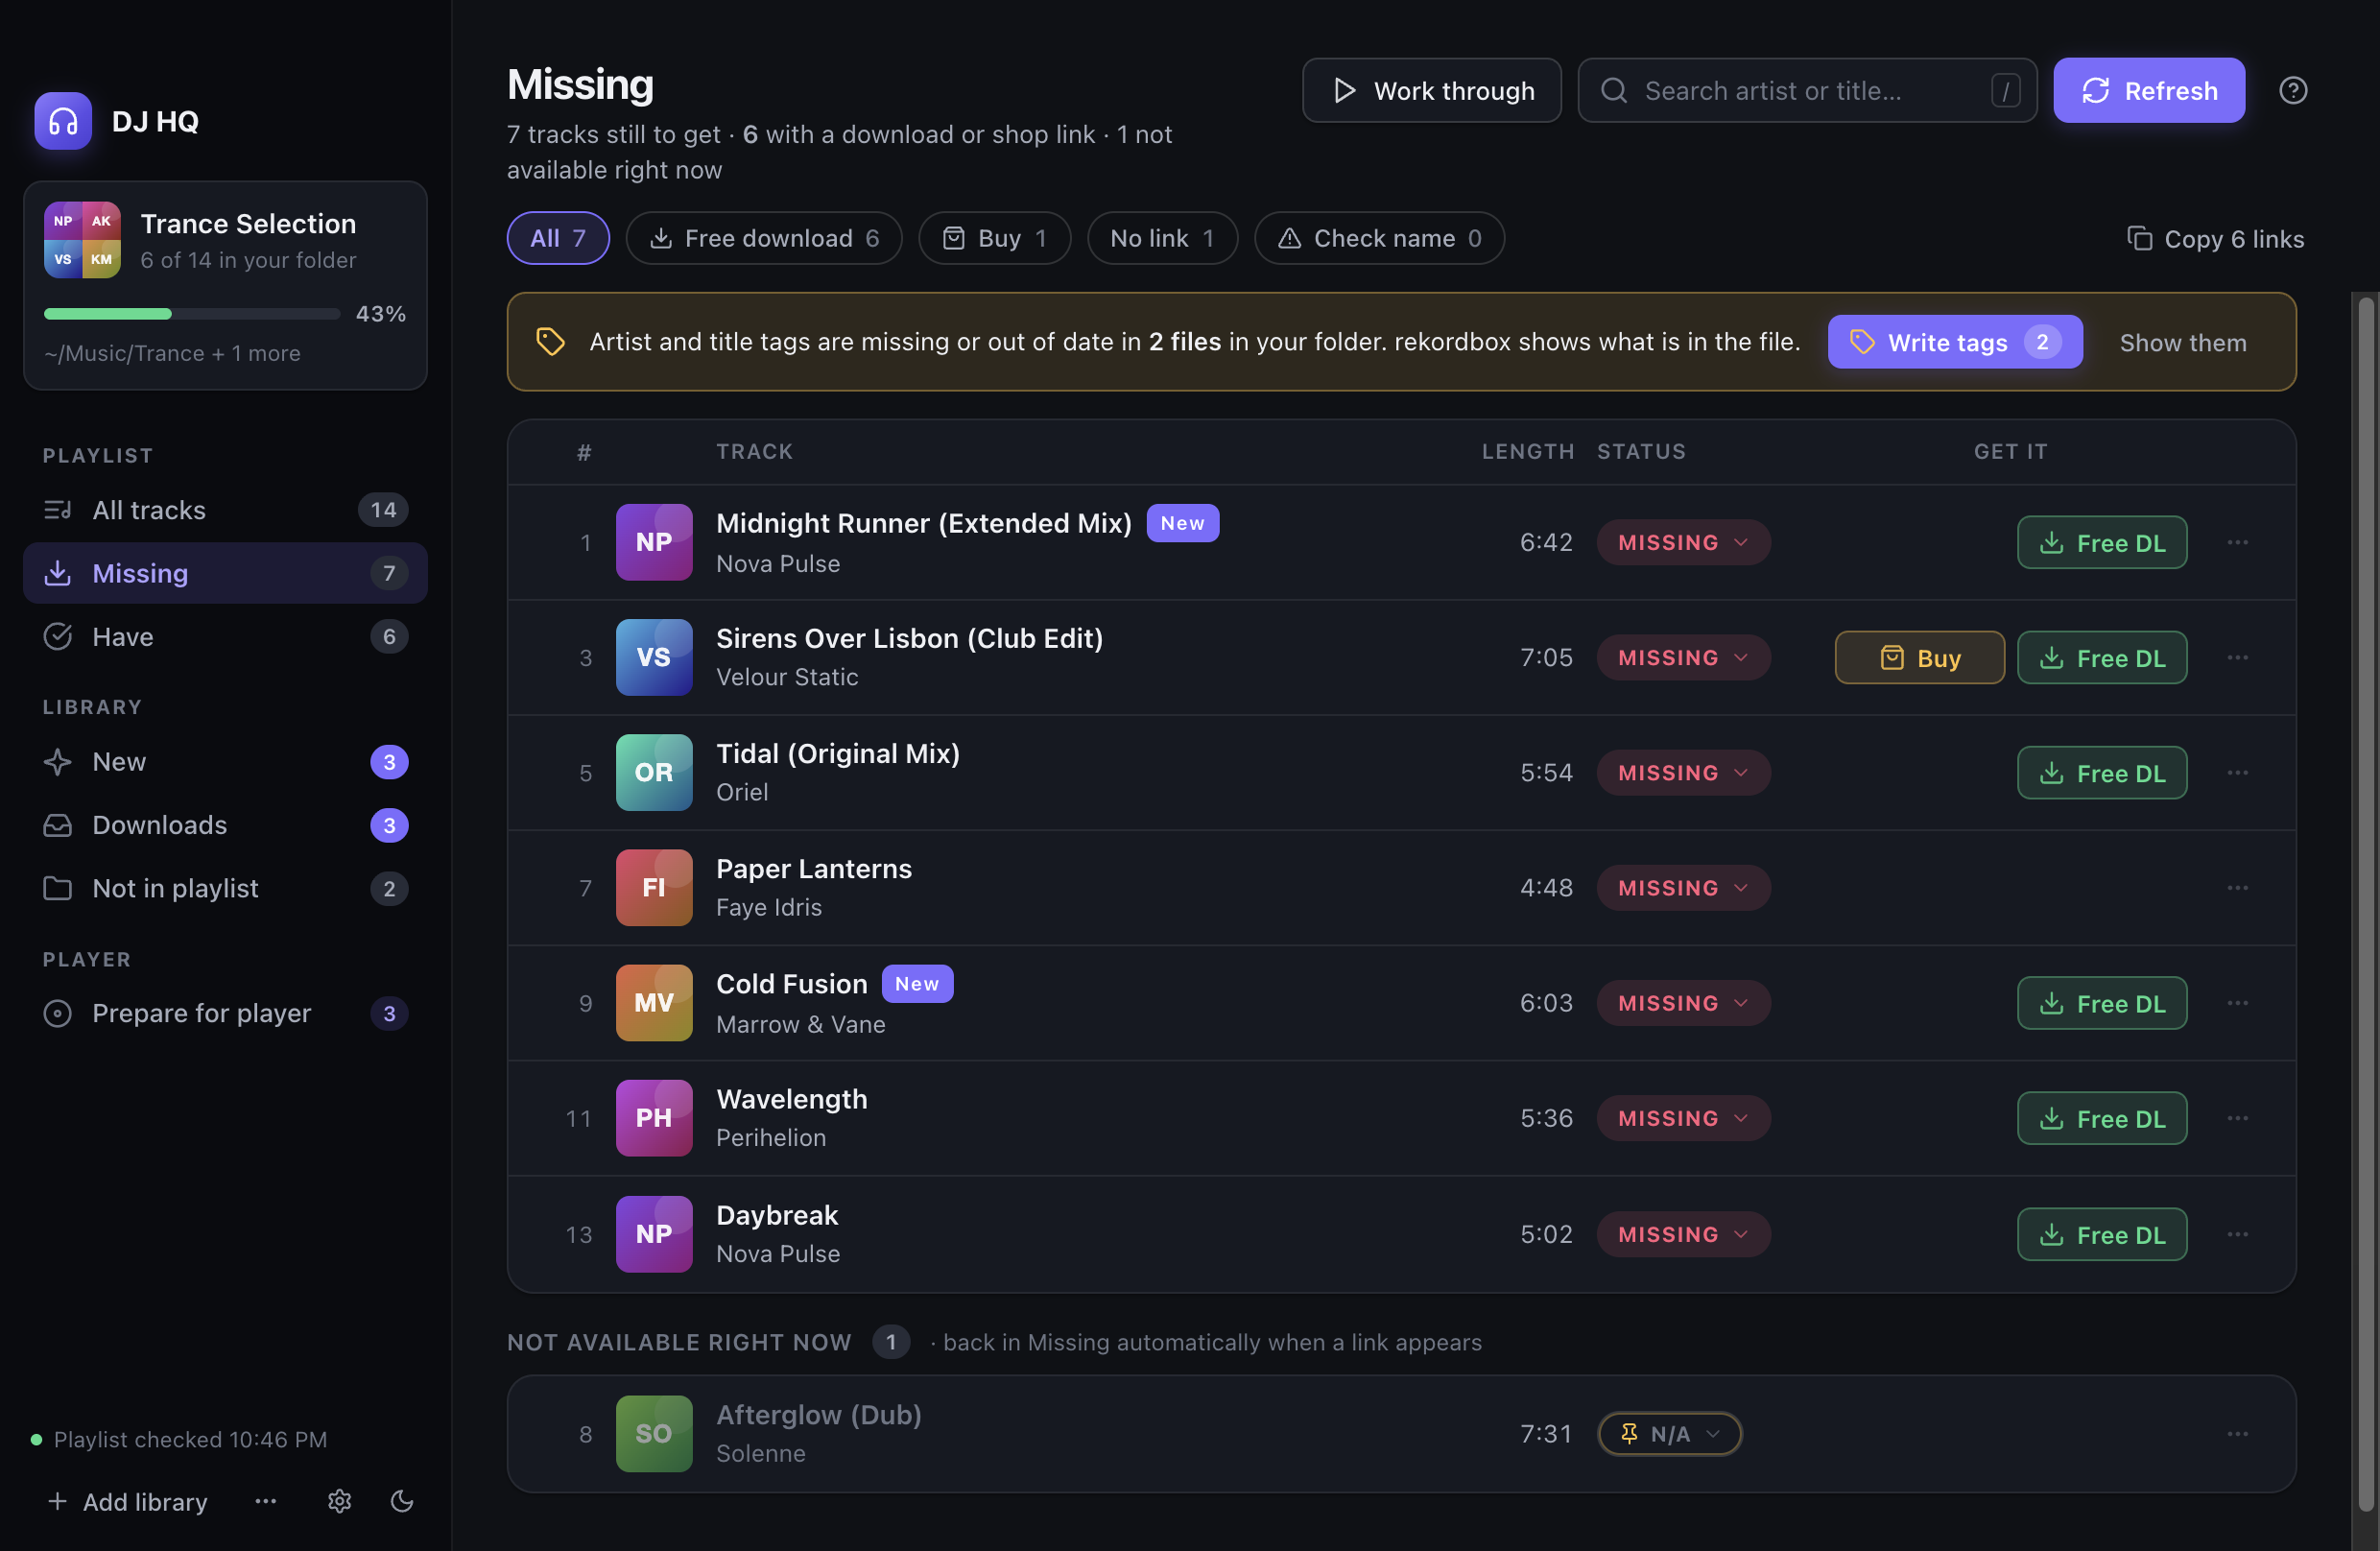 DJ HQ
NP AK
VS KM
Trance Selection
6 of 14 in your folder
43%
~/Music/Trance + 1 more
PLAYLIST
All tracks 14
Missing 7
Have 6
LIBRARY
New 3
Downloads 3
Not in playlist 2
PLAYER
Prepare for player 3
Playlist checked 10:46 PM
+ Add library ···
Missing
7 tracks still to get · 6 with a download or shop link · 1 not
available right now
Work through
Search artist or title... /
Refresh ?
All 7 Free download 6 Buy 1 No link 1 Check name 0
Copy 6 links
Artist and title tags are missing or out of date in 2 files in your folder. rekordbox shows what is in the file.
Write tags 2
Show them
# TRACK LENGTH STATUS GET IT
1 NP Midnight Runner (Extended Mix) New 6:42 MISSING Free DL ···
Nova Pulse
3 VS Sirens Over Lisbon (Club Edit) 7:05 MISSING Buy Free DL ···
Velour Static
5 OR Tidal (Original Mix) 5:54 MISSING Free DL ···
Oriel
7 FI Paper Lanterns 4:48 MISSING ···
Faye Idris
9 MV Cold Fusion New 6:03 MISSING Free DL ···
Marrow & Vane
11 PH Wavelength 5:36 MISSING Free DL ···
Perihelion
13 NP Daybreak 5:02 MISSING Free DL ···
Nova Pulse
NOT AVAILABLE RIGHT NOW 1 · back in Missing automatically when a link appears
8 SO Afterglow (Dub) 7:31 N/A ···
Solenne